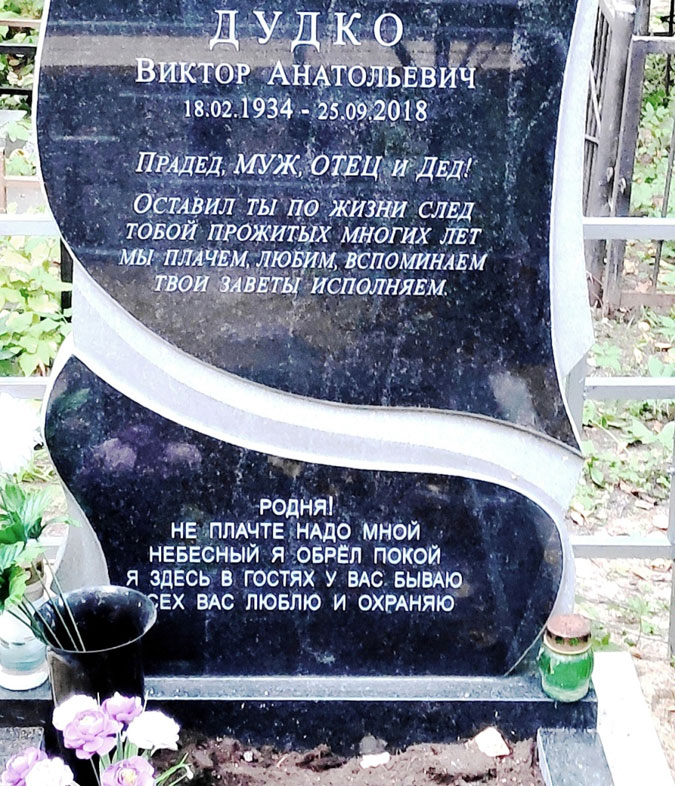 ДУДКО
ВИКТОР АНАТОЛЬЕВИЧ
18.02.1934 - 25.09.2018
ПРАДЕД, МУЖ, ОТЕЦ И ДЕД!
ОСТАВИЛ ТЫ ПО ЖИЗНИ СЛЕД
ТОБОЙ ПРОЖИТЫХ МНОГИХ ЛЕТ
МЫ ПЛАЧЕМ, ЛЮБИМ, ВСПОМИНАЕМ
ТВОИ ЗАВЕТЫ ИСПОЛНЯЕМ.
РОДНЯ!
НЕ ПЛАЧТЕ НАДО МНОЙ
НЕБЕСНЫЙ Я ОБРЁЛ ПОКОЙ
Я ЗДЕСЬ В ГОСТЯХ У ВАС БЫВАЮ
ВСЕХ ВАС ЛЮБЛЮ И ОХРАНЯЮ